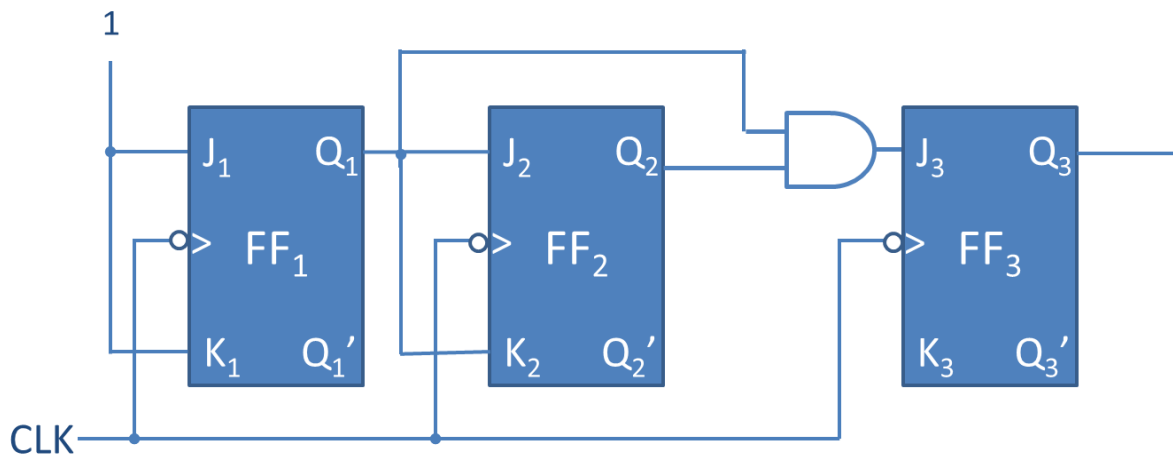 1
J₁ Q₁ J₂ Q₂ J₃ Q₃
> FF₁ > FF₂ > FF₃
K₁ Q₁’ K₂ Q₂’ K₃ Q₃’
CLK